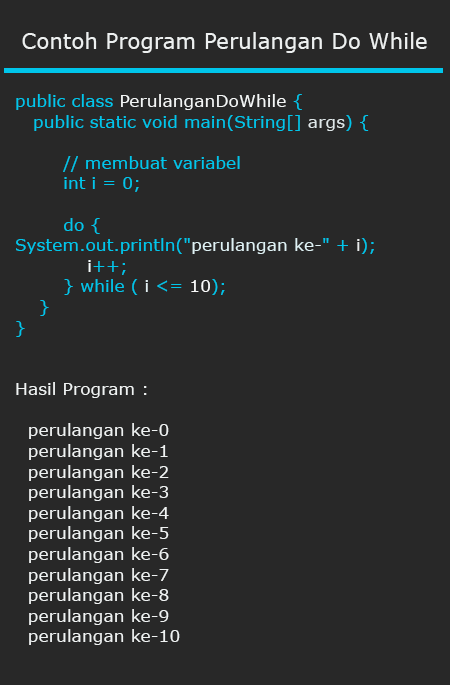 Contoh Program Perulangan Do While
public class PerulanganDoWhile {
public static void main(String[] args) {
// membuat variabel
int i = 0;
do {
System.out.println("perulangan ke-" + i);
i++;
} while ( i <= 10);
}
}
Hasil Program :
perulangan ke-0
perulangan ke-1
perulangan ke-2
perulangan ke-3
perulangan ke-4
perulangan ke-5
perulangan ke-6
perulangan ke-7
perulangan ke-8
perulangan ke-9
perulangan ke-10